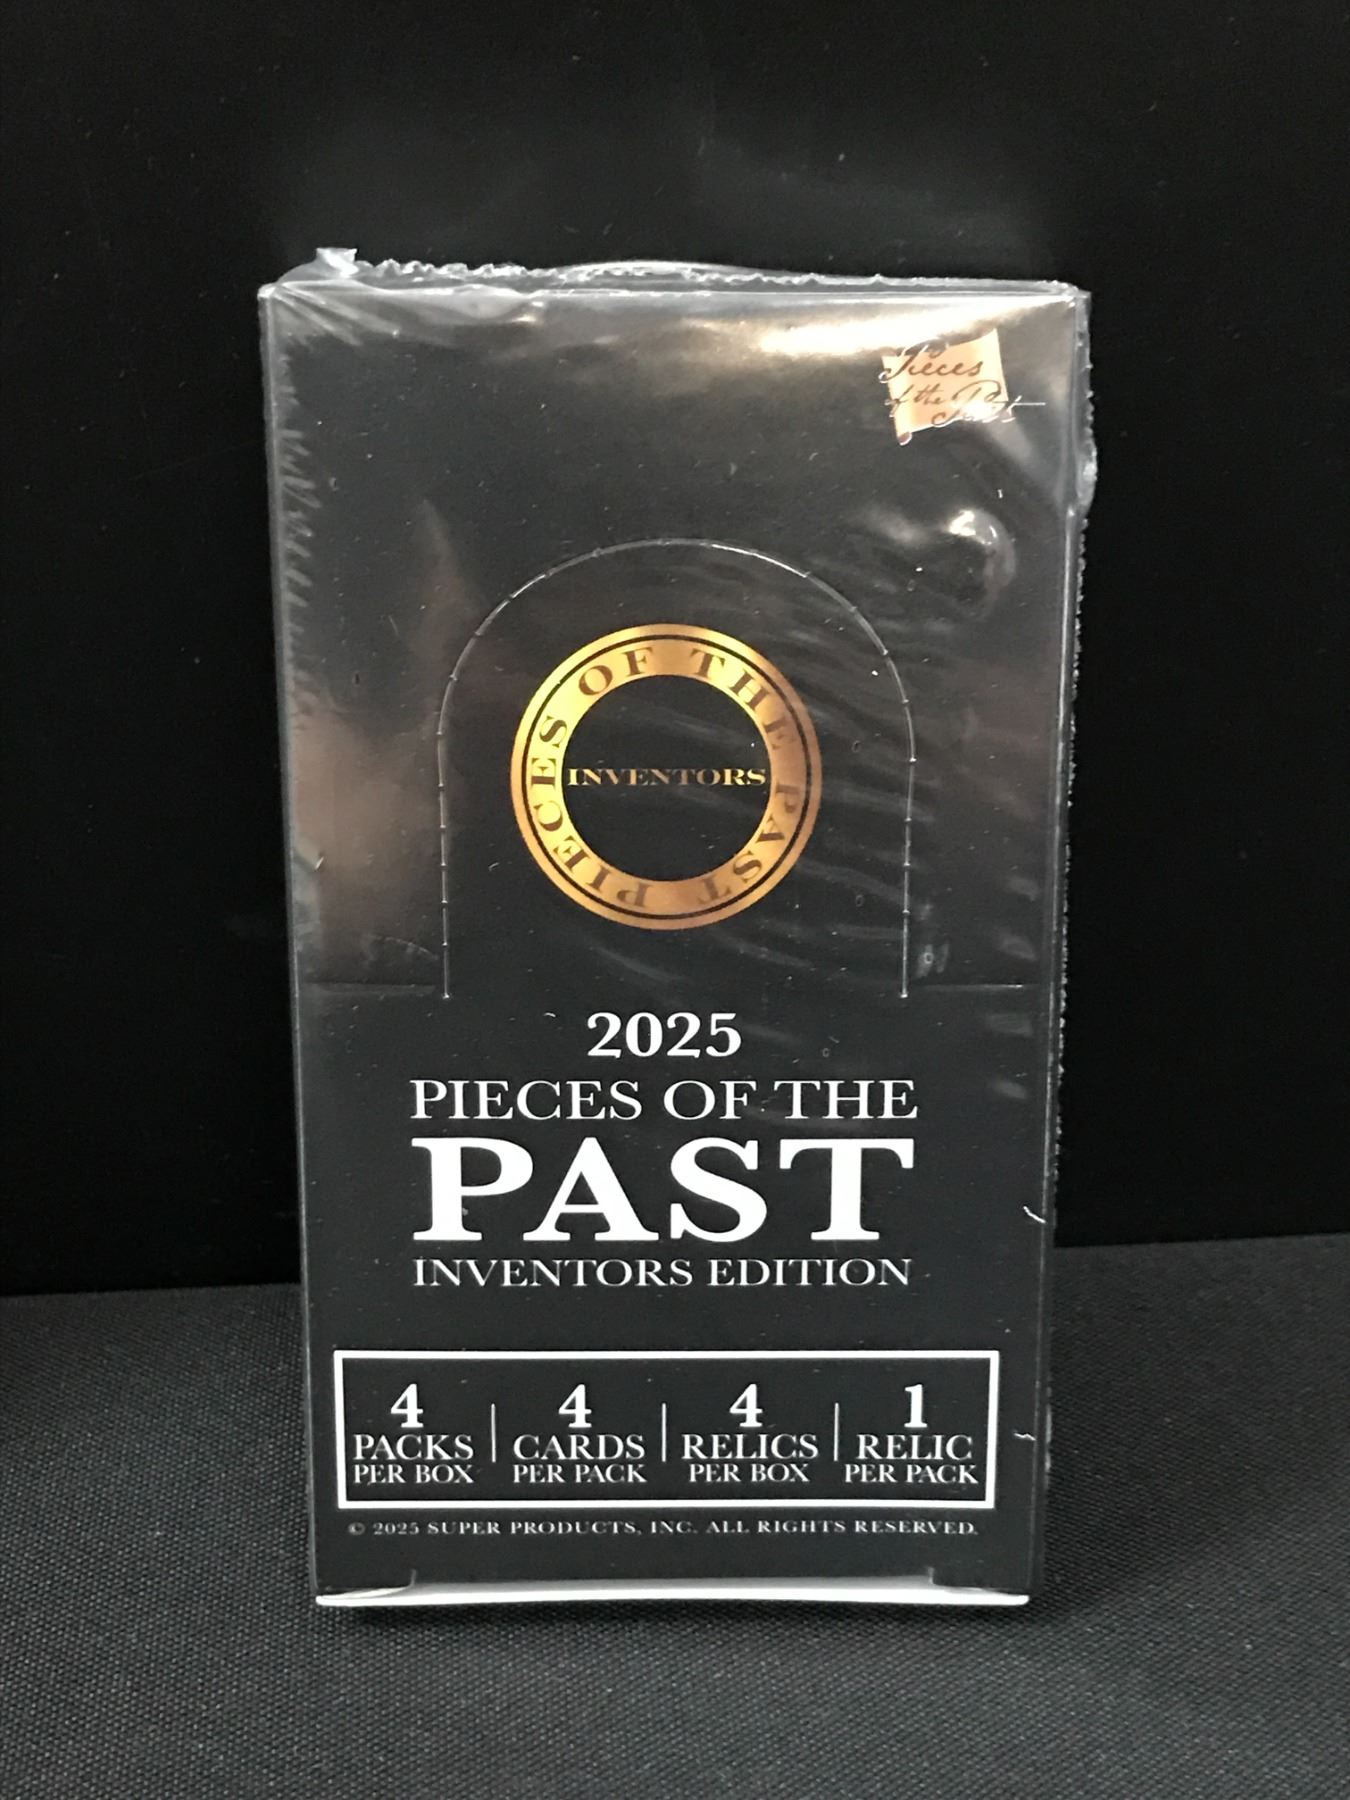 Pieces
of the Past
PIECES OF THE PAST
INVENTORS
2025
PIECES OF THE
PAST
INVENTORS EDITION
4
PACKS
PER BOX
4
CARDS
PER PACK
4
RELICS
PER BOX
1
RELIC
PER PACK
© 2025 SUPER PRODUCTS, INC. ALL RIGHTS RESERVED.